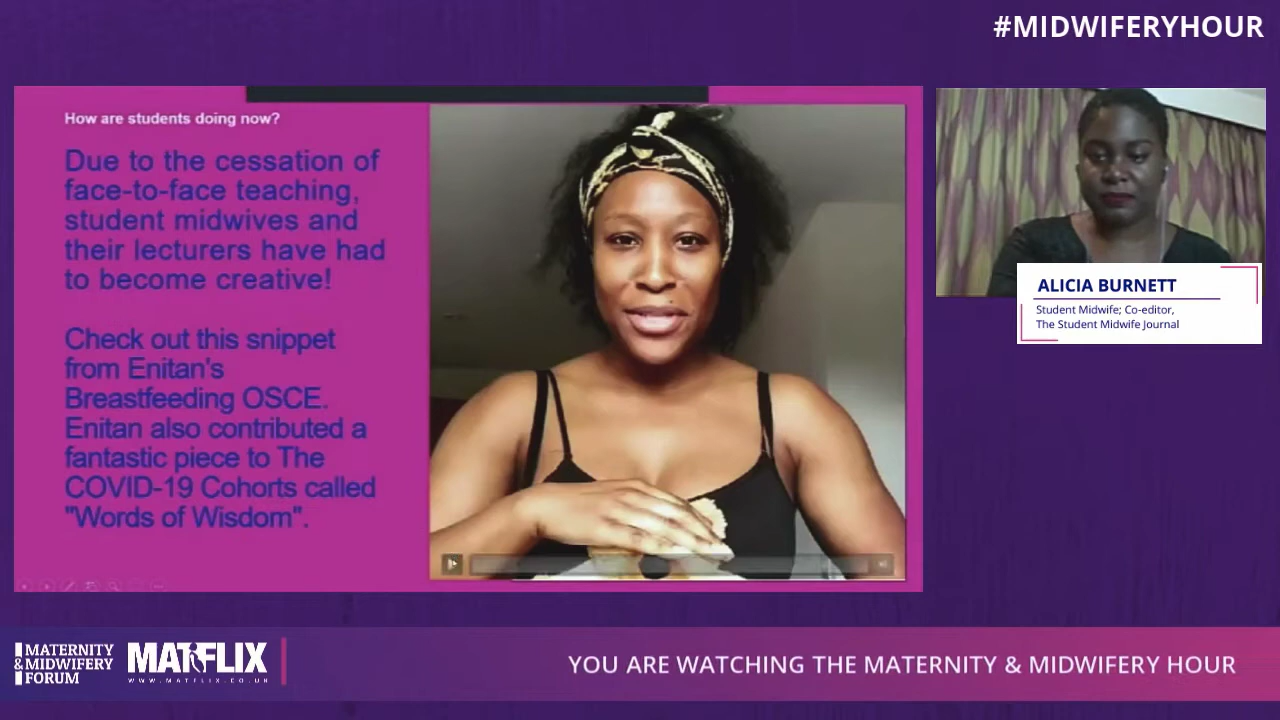 #MIDWIFERYHOUR
How are students doing now?
Due to the cessation of
face-to-face teaching,
student midwives and
their lecturers have had
to become creative!
Check out this snippet
from Enitan's
Breastfeeding OSCE.
Enitan also contributed a
fantastic piece to The
COVID-19 Cohorts called
"Words of Wisdom".
ALICIA BURNETT
Student Midwife; Co-editor,
The Student Midwife Journal
MATERNITY
& MIDWIFERY
FORUM
MATFLIX
WWW.MATFLIX.CO.UK
YOU ARE WATCHING THE MATERNITY & MIDWIFERY HOUR